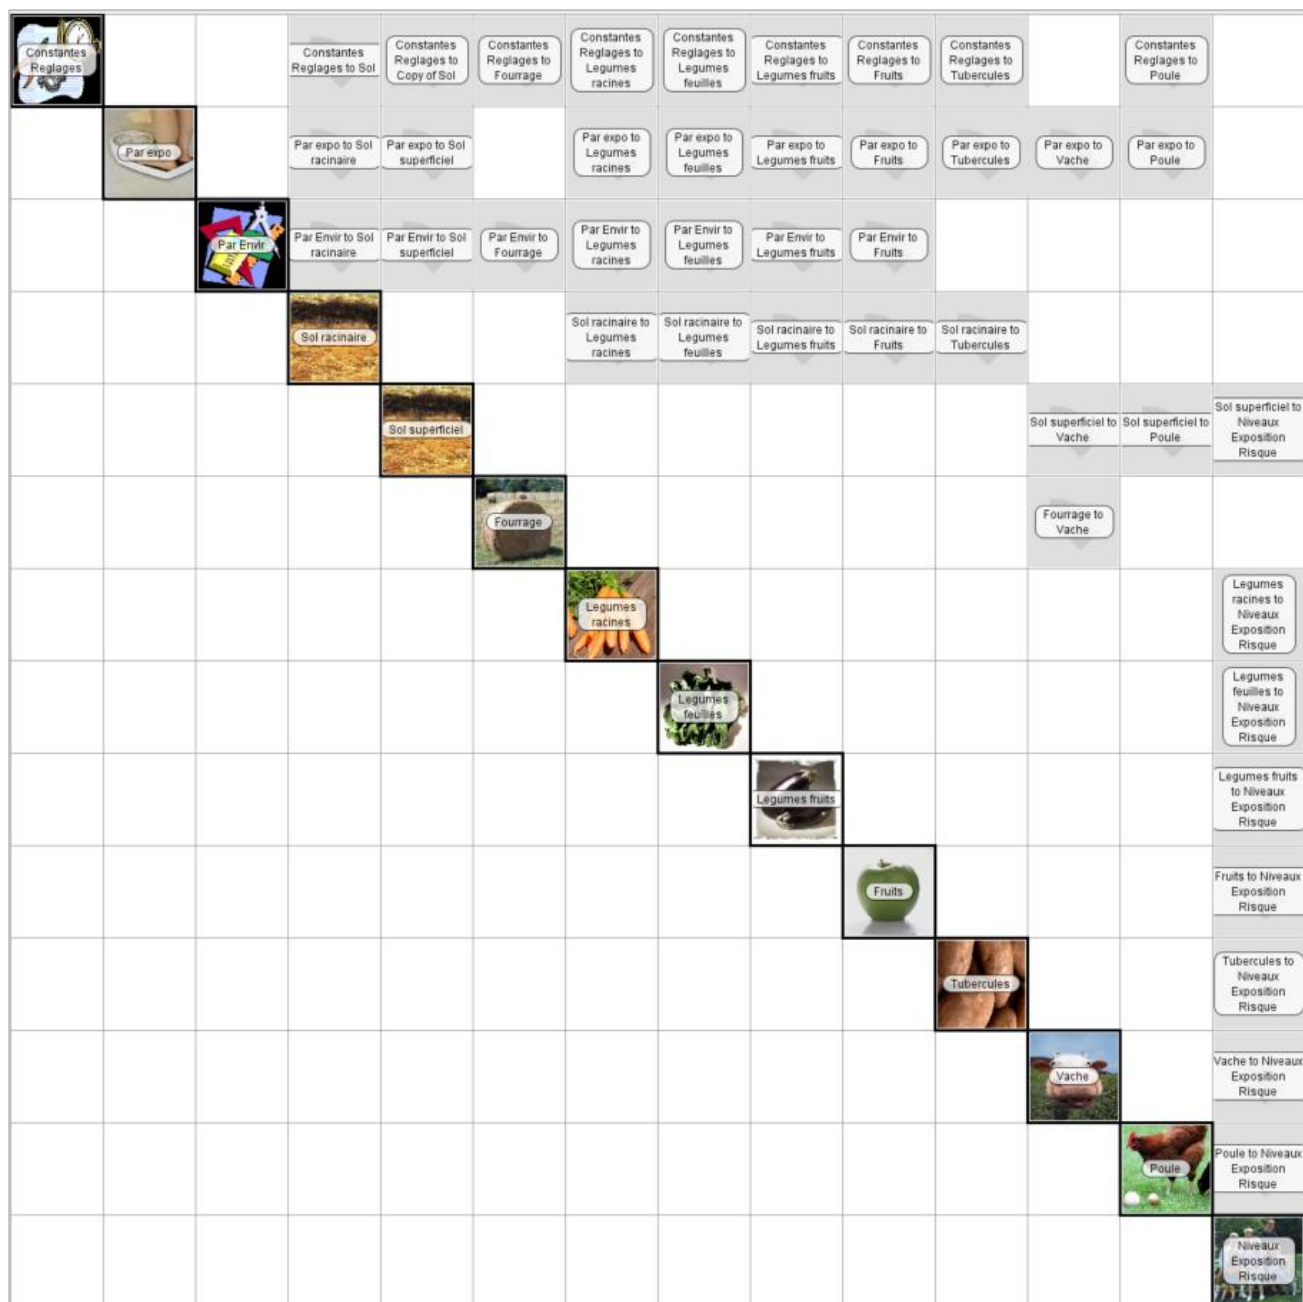 Constantes
Reglages
Constantes
Reglages to Sol
Constantes
Reglages to
Copy of Sol
Constantes
Reglages to
Fourrage
Constantes
Reglages to
Legumes
racines
Constantes
Reglages to
Legumes
feuilles
Constantes
Reglages to
Legumes fruits
Constantes
Reglages to
Fruits
Constantes
Reglages to
Tubercules
Constantes
Reglages to
Poule
Par expo
Par expo to Sol
racinaire
Par expo to Sol
superficiel
Par expo to
Legumes
racines
Par expo to
Legumes
feuilles
Par expo to
Legumes fruits
Par expo to
Fruits
Par expo to
Tubercules
Par expo to
Vache
Par expo to
Poule
Par Envir
Par Envir to Sol
racinaire
Par Envir to Sol
superficiel
Par Envir to
Fourrage
Par Envir to
Legumes
racines
Par Envir to
Legumes
feuilles
Par Envir to
Legumes fruits
Par Envir to
Fruits
Sol racinaire
Sol racinaire to
Legumes
racines
Sol racinaire to
Legumes
feuilles
Sol racinaire to
Legumes fruits
Sol racinaire to
Fruits
Sol racinaire to
Tubercules
Sol superficiel
Sol superficiel to
Vache
Sol superficiel to
Poule
Sol superficiel to
Niveaux
Exposition
Risque
Fourrage
Fourrage to
Vache
Legumes
racines
Legumes
racines to
Niveaux
Exposition
Risque
Legumes
feuilles
Legumes
feuilles to
Niveaux
Exposition
Risque
Legumes fruits
Legumes fruits
to Niveaux
Exposition
Risque
Fruits
Fruits to Niveaux
Exposition
Risque
Tubercules
Tubercules to
Niveaux
Exposition
Risque
Vache
Vache to Niveaux
Exposition
Risque
Poule
Poule to Niveaux
Exposition
Risque
Niveaux
Exposition
Risque